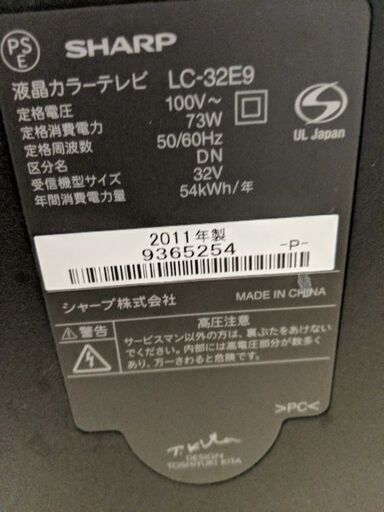 PS
E
SHARP
液晶カラーテレビ LC-32E9
定格電圧 100V～
定格消費電力 73W
定格周波数 50/60Hz
区分名 DN
受信機型サイズ 32V
年間消費電力量 54kWh/年
UL Japan
2011年製
9365254 -P-
シャープ株式会社 MADE IN CHINA
警告 高圧注意
サービスマン以外の方は、裏ぶたをあけない
でください。内部には高電圧部分が数多く
あり、万一さわると危険です。
>PC<
T.Kita
DESIGN
TOSHIYUKI KITA